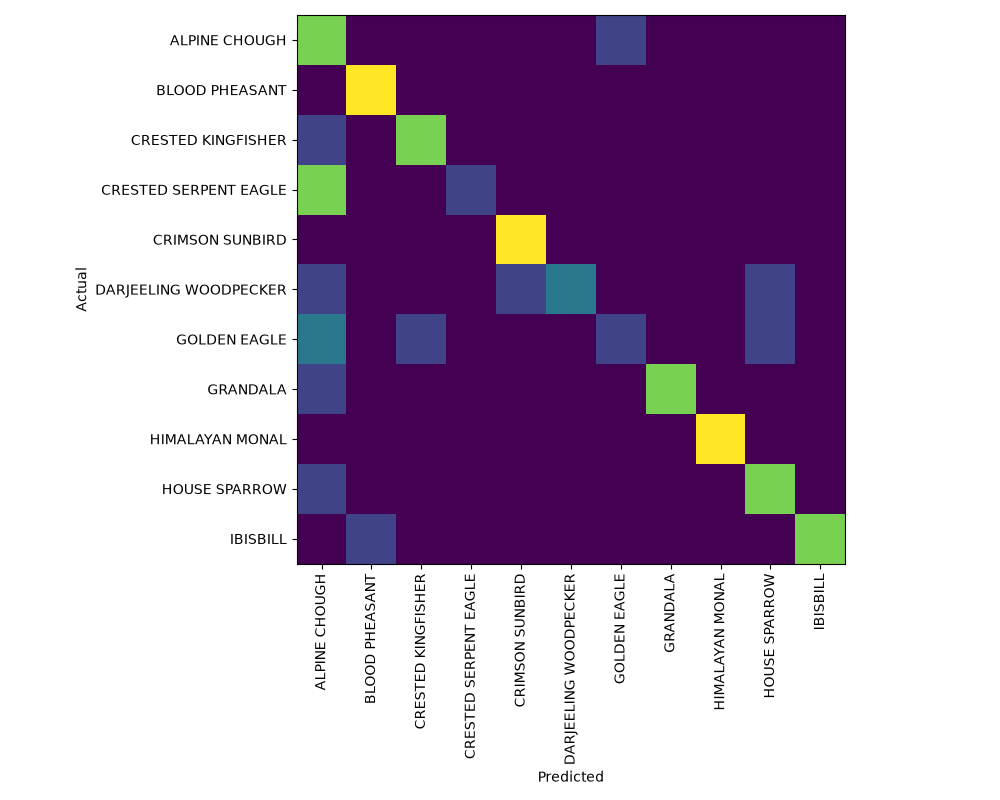 ALPINE CHOUGH
BLOOD PHEASANT
CRESTED KINGFISHER
CRESTED SERPENT EAGLE
CRIMSON SUNBIRD
DARJEELING WOODPECKER
GOLDEN EAGLE
GRANDALA
HIMALAYAN MONAL
HOUSE SPARROW
IBISBILL
Actual
ALPINE CHOUGH
BLOOD PHEASANT
CRESTED KINGFISHER
CRESTED SERPENT EAGLE
CRIMSON SUNBIRD
DARJEELING WOODPECKER
GOLDEN EAGLE
GRANDALA
HIMALAYAN MONAL
HOUSE SPARROW
IBISBILL
Predicted